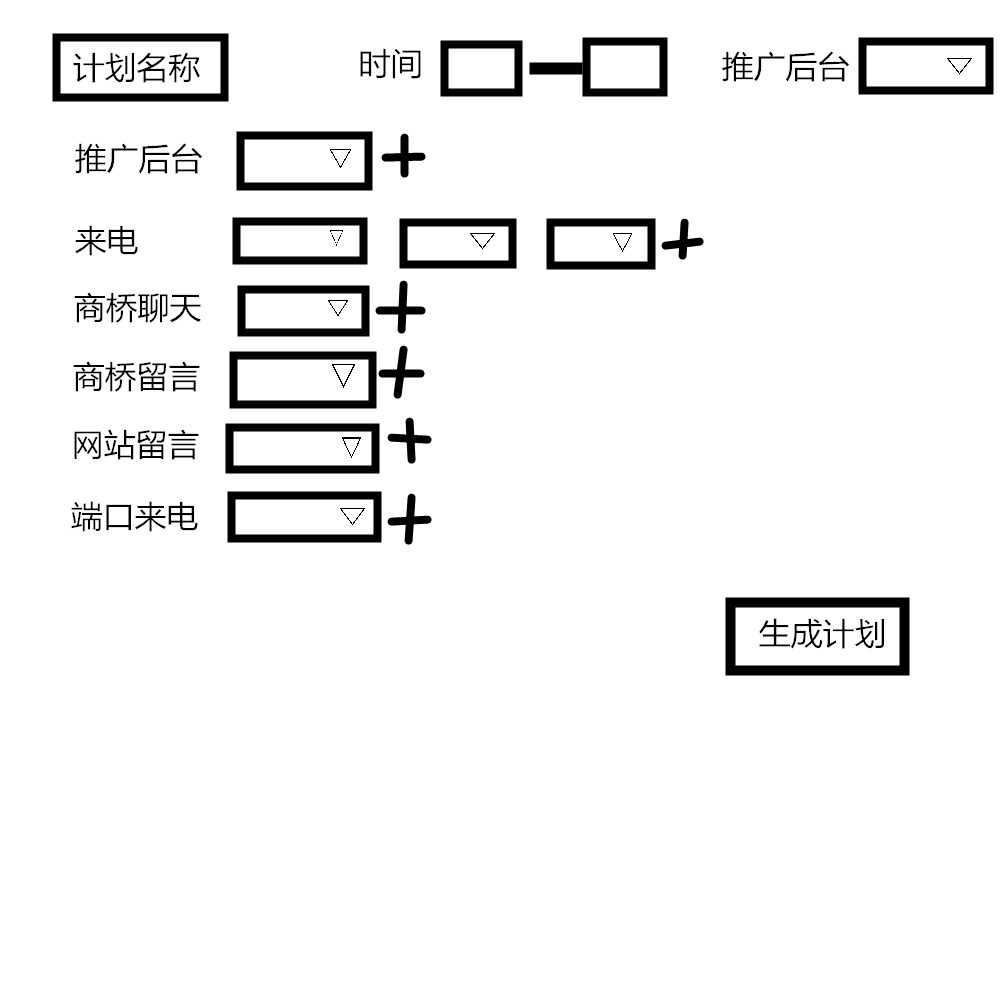 计划名称 时间 推广后台
推广后台
来电
商桥聊天
商桥留言
网站留言
端口来电
生成计划